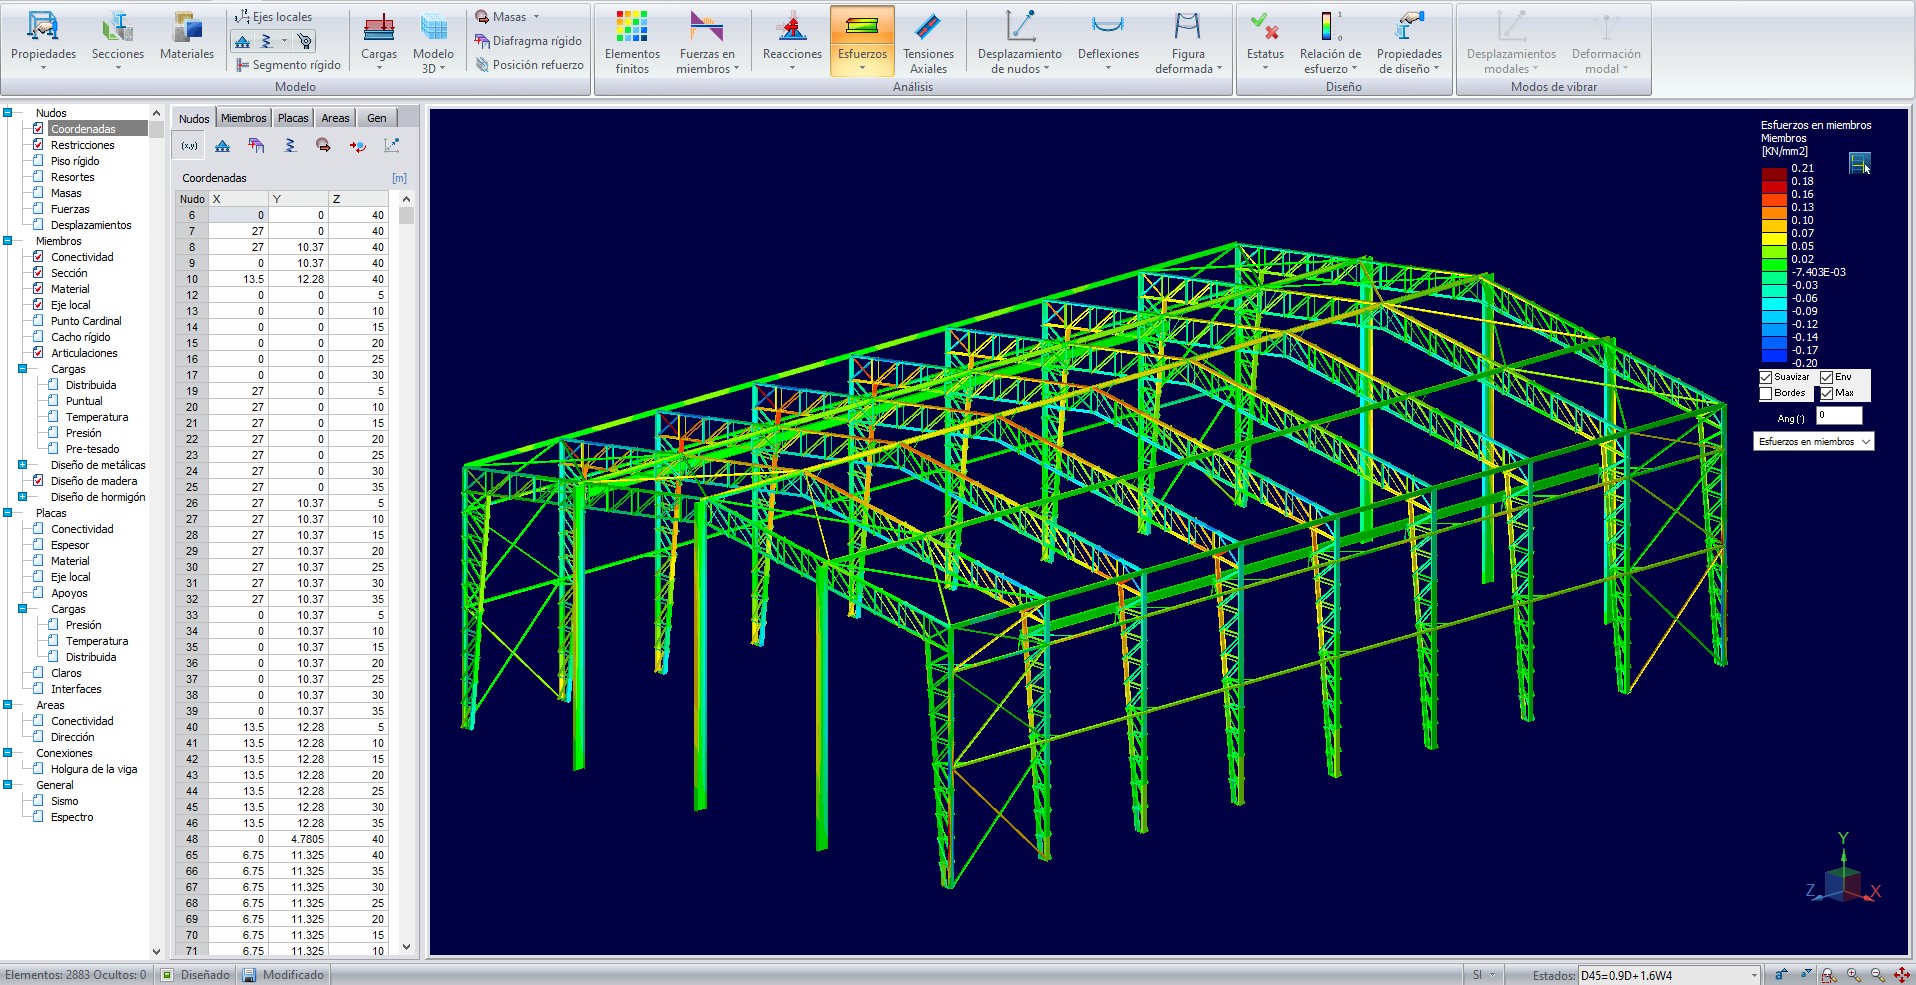 Propiedades
Secciones
Materiales
Ejes locales
Segmento rígido
Cargas
Modelo
3D
Masas
Diafragma rígido
Posición refuerzo
Modelo
Elementos
finitos
Fuerzas en
miembros
Reacciones
Esfuerzos
Tensiones
Axiales
Desplazamiento
de nudos
Deflexiones
Figura
deformada
Análisis
Estatus
Relación de
esfuerzo
Propiedades
de diseño
Diseño
Desplazamientos
modales
Deformación
modal
Modos de vibrar
Nudos
Coordenadas
Restricciones
Piso rígido
Resortes
Masas
Fuerzas
Desplazamientos
Miembros
Conectividad
Sección
Material
Eje local
Punto Cardinal
Cacho rígido
Articulaciones
Cargas
Distribuida
Puntual
Temperatura
Presión
Pre-tesado
Diseño de metálicas
Diseño de madera
Diseño de hormigón
Placas
Conectividad
Espesor
Material
Eje local
Apoyos
Cargas
Presión
Temperatura
Distribuida
Claros
Interfaces
Areas
Conectividad
Dirección
Conexiones
Holgura de la viga
General
Sismo
Espectro
Nudos Miembros Placas Areas Gen
(x,y)
Coordenadas [m]
Nudo X Y Z
6 0 0 40
7 27 0 40
8 27 10.37 40
9 0 10.37 40
10 13.5 12.28 40
12 0 0 5
13 0 0 10
14 0 0 15
15 0 0 20
16 0 0 25
17 0 0 30
19 27 0 5
20 27 0 10
21 27 0 15
22 27 0 20
23 27 0 25
24 27 0 30
25 27 0 35
26 27 10.37 5
27 27 10.37 10
28 27 10.37 15
29 27 10.37 20
30 27 10.37 25
31 27 10.37 30
32 27 10.37 35
33 0 10.37 5
34 0 10.37 10
35 0 10.37 15
36 0 10.37 20
37 0 10.37 25
38 0 10.37 30
39 0 10.37 35
40 13.5 12.28 5
41 13.5 12.28 10
42 13.5 12.28 15
43 13.5 12.28 20
44 13.5 12.28 25
45 13.5 12.28 30
46 13.5 12.28 35
48 0 4.7805 40
65 6.75 11.325 40
66 6.75 11.325 35
67 6.75 11.325 30
68 6.75 11.325 25
69 6.75 11.325 20
70 6.75 11.325 15
71 6.75 11.325 10
Esfuerzos en miembros
Miembros
[KN/mm2]
0.21
0.18
0.16
0.13
0.10
0.07
0.05
0.02
-7.403E-03
-0.03
-0.06
-0.09
-0.12
-0.14
-0.17
-0.20
Suavizar Env
Bordes Max
Ang (') 0
Esfuerzos en miembros
Y
Z X
Elementos: 2883 Ocultos: 0
Diseñado
Modificado
SI
Estados: D45=0.9D+1.6W4